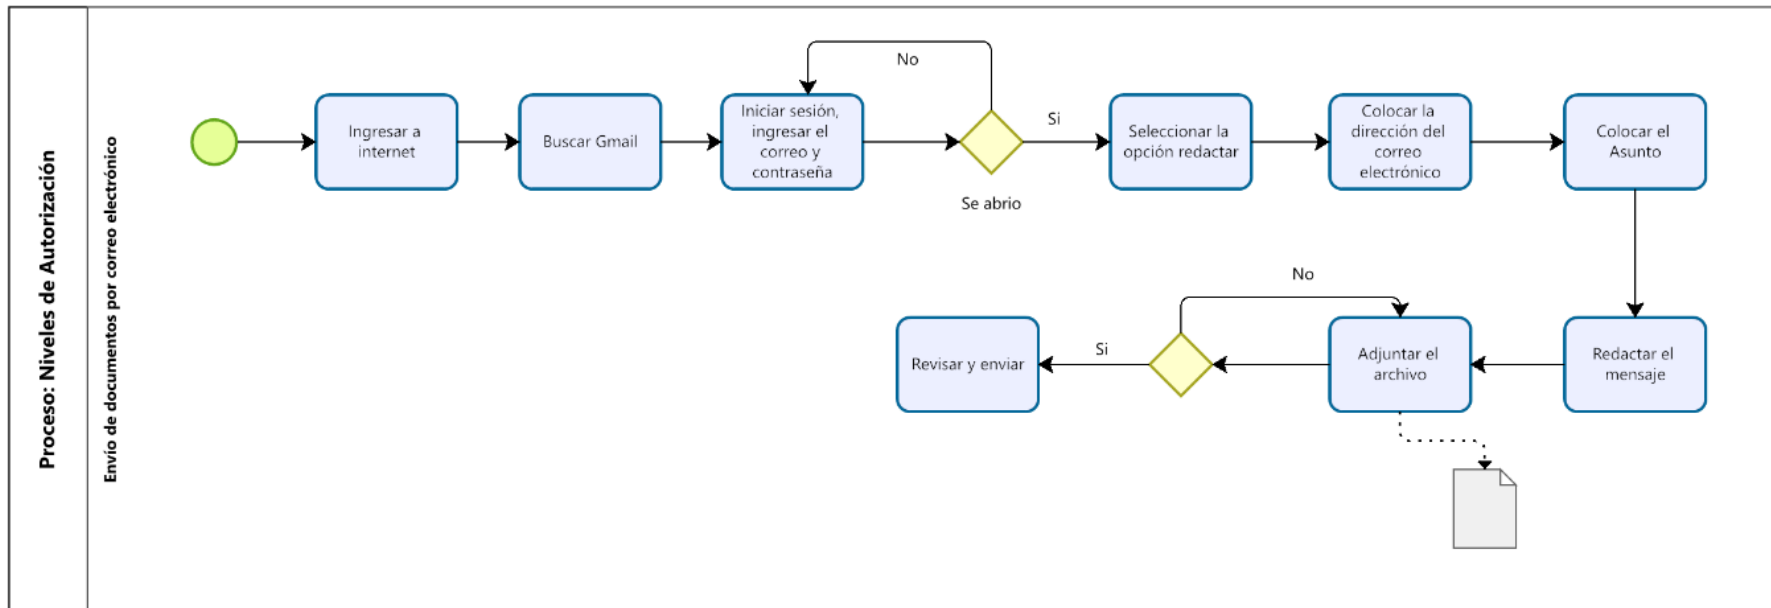 Proceso: Niveles de Autorización
Envío de documentos por correo electrónico
Ingresar a
internet
Buscar Gmail
Iniciar sesión,
ingresar el
correo y
contraseña
No
Se abrio
Si
Seleccionar la
opción redactar
Colocar la
dirección del
correo
electrónico
Colocar el
Asunto
Redactar el
mensaje
Adjuntar el
archivo
No
Si
Revisar y enviar